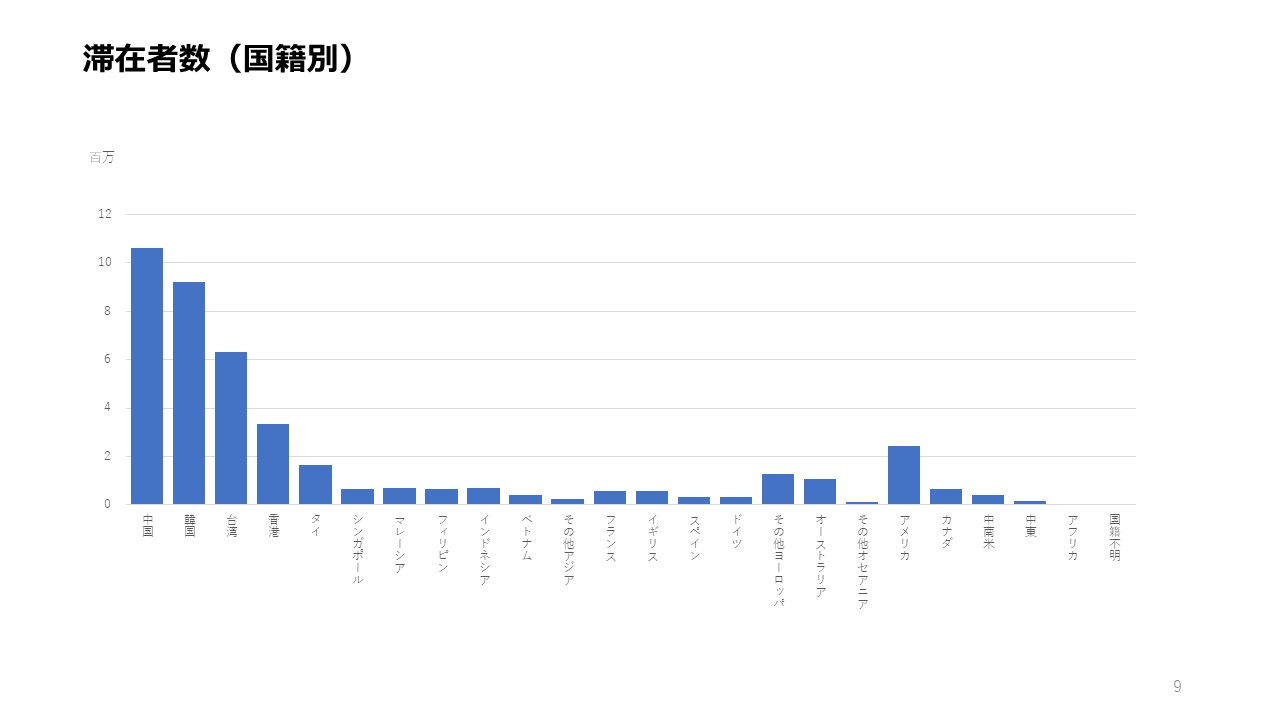 滞在者数（国籍別）
百万
12
10
8
6
4
2
0
中国
韓国
台湾
香港
タイ
シンガポール
マレーシア
フィリピン
インドネシア
ベトナム
その他アジア
フランス
イギリス
スペイン
ドイツ
その他ヨーロッパ
オーストラリア
その他オセアニア
アメリカ
カナダ
中南米
中東
アフリカ
国籍不明
9